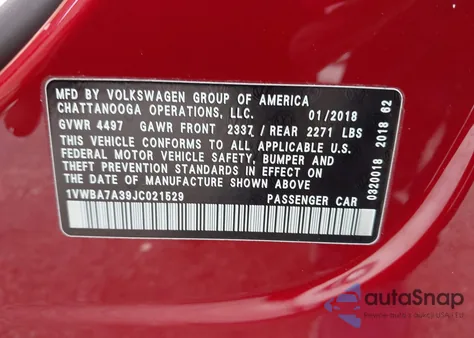 MFD BY VOLKSWAGEN GROUP OF AMERICA
CHATTANOOGA OPERATIONS, LLC. 01/2018
GVWR 4497 GAWR FRONT 2337/ REAR 2271 LBS
THIS VEHICLE CONFORMS TO ALL APPLICABLE U.S.
FEDERAL MOTOR VEHICLE SAFETY, BUMPER AND
THEFT PREVENTION STANDARDS IN EFFECT ON THE
DATE OF MANUFACTURE SHOWN ABOVE.
1VWBA7A39JC021529 PASSENGER CAR
0320018 2018 62
autoSnap